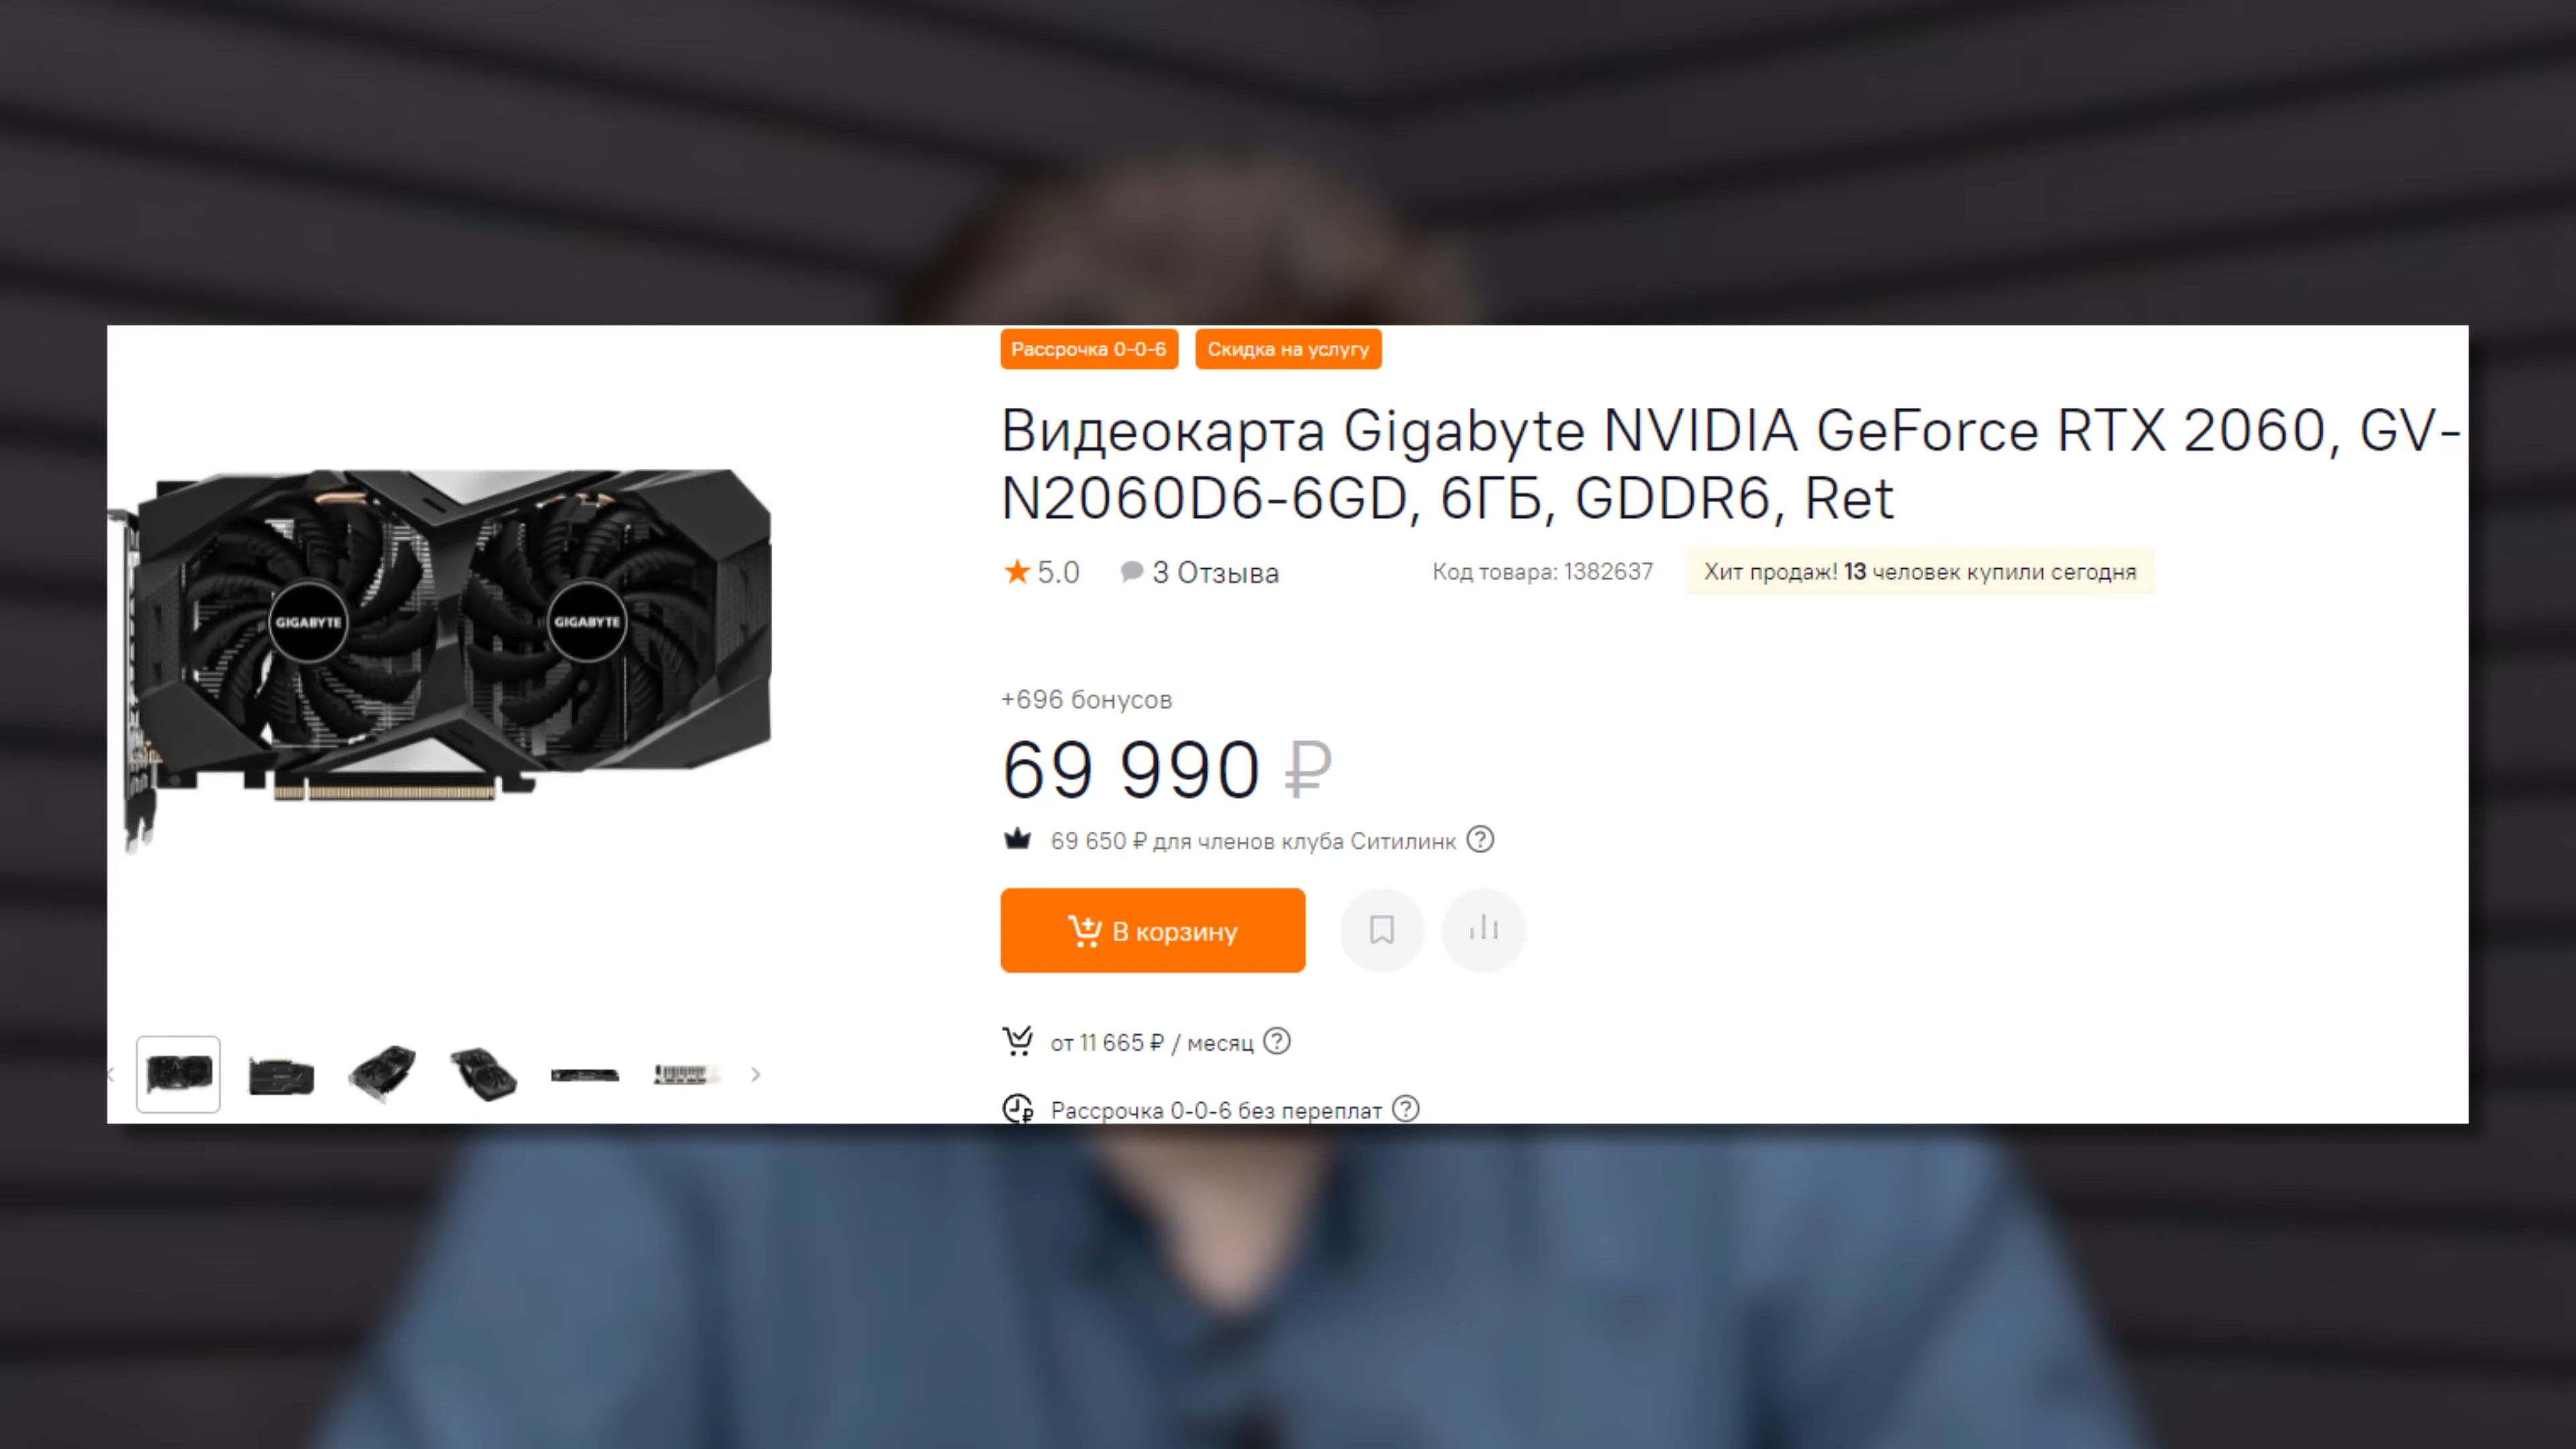 Рассрочка 0-0-6
Скидка на услугу
Видеокарта Gigabyte NVIDIA GeForce RTX 2060, GV-
N2060D6-6GD, 6ГБ, GDDR6, Ret
5.0
3 Отзыва
Код товара: 1382637
Хит продаж! 13 человек купили сегодня
GIGABYTE
GIGABYTE
+696 бонусов
69 990 ₽
69 650 ₽ для членов клуба Ситилинк
В корзину
от 11 665 ₽ / месяц
Рассрочка 0-0-6 без переплат